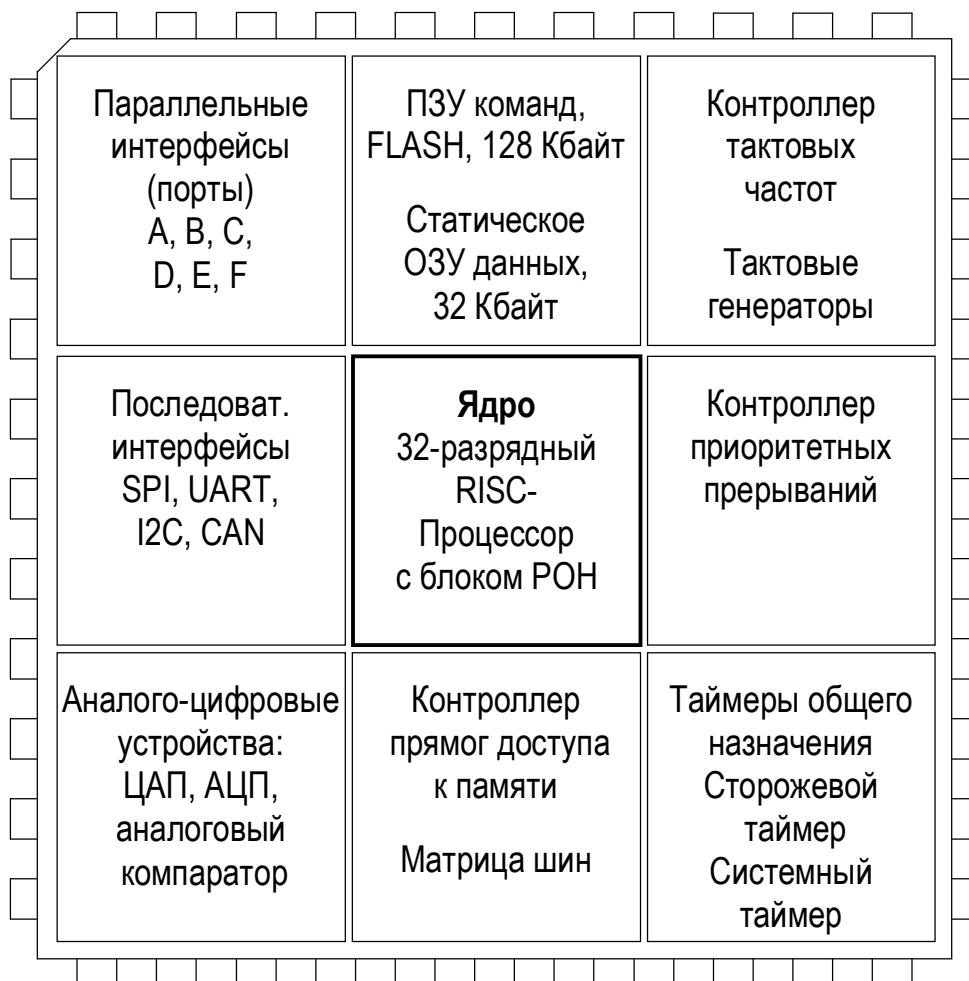 Параллельные
интерфейсы
(порты)
A, B, C,
D, E, F
ПЗУ команд,
FLASH, 128 Кбайт
Статическое
ОЗУ данных,
32 Кбайт
Контроллер
тактовых
частот
Тактовые
генераторы
Последоват.
интерфейсы
SPI, UART,
I2C, CAN
Ядро
32-разрядный
RISC-
Процессор
с блоком РОН
Контроллер
приоритетных
прерываний
Аналого-цифровые
устройства:
ЦАП, АЦП,
аналоговый
компаратор
Контроллер
прямог доступа
к памяти
Матрица шин
Таймеры общего
назначения
Сторожевой
таймер
Системный
таймер